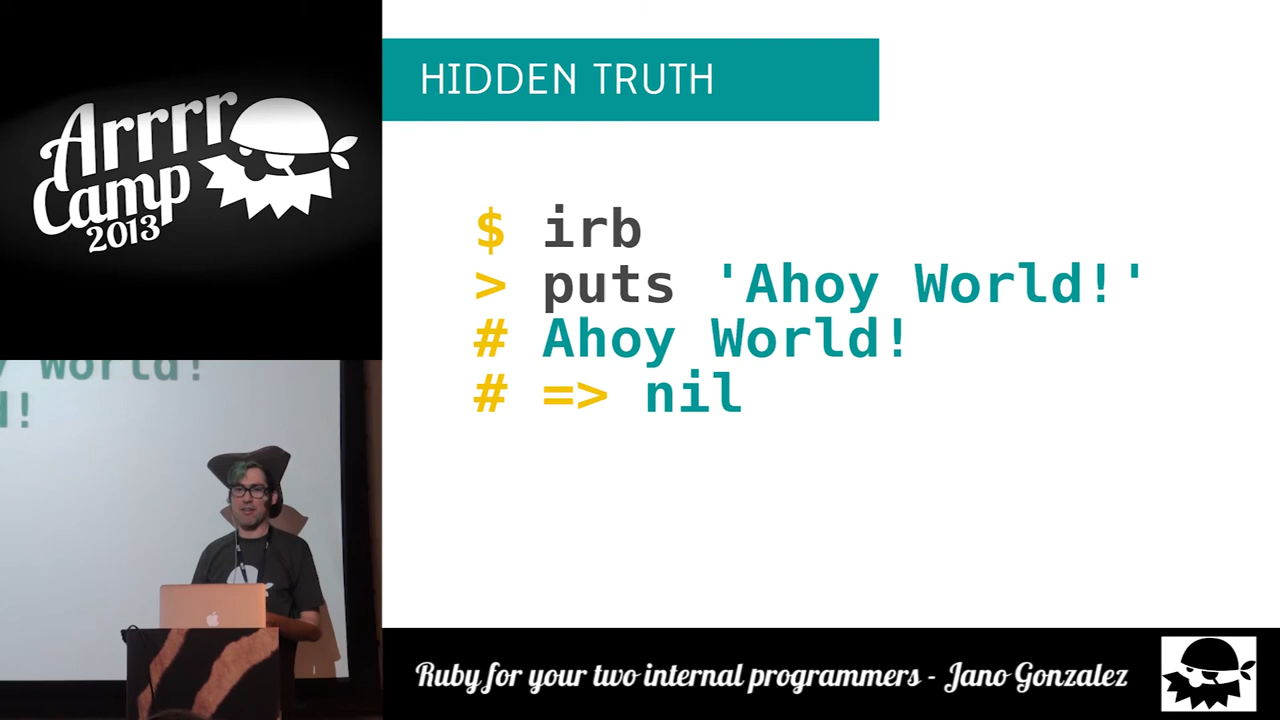 Arrrr
Camp
2013
HIDDEN TRUTH
$ irb
> puts 'Ahoy World!'
# Ahoy World!
# => nil
World!
Ruby for your two internal programmers - Jano Gonzalez